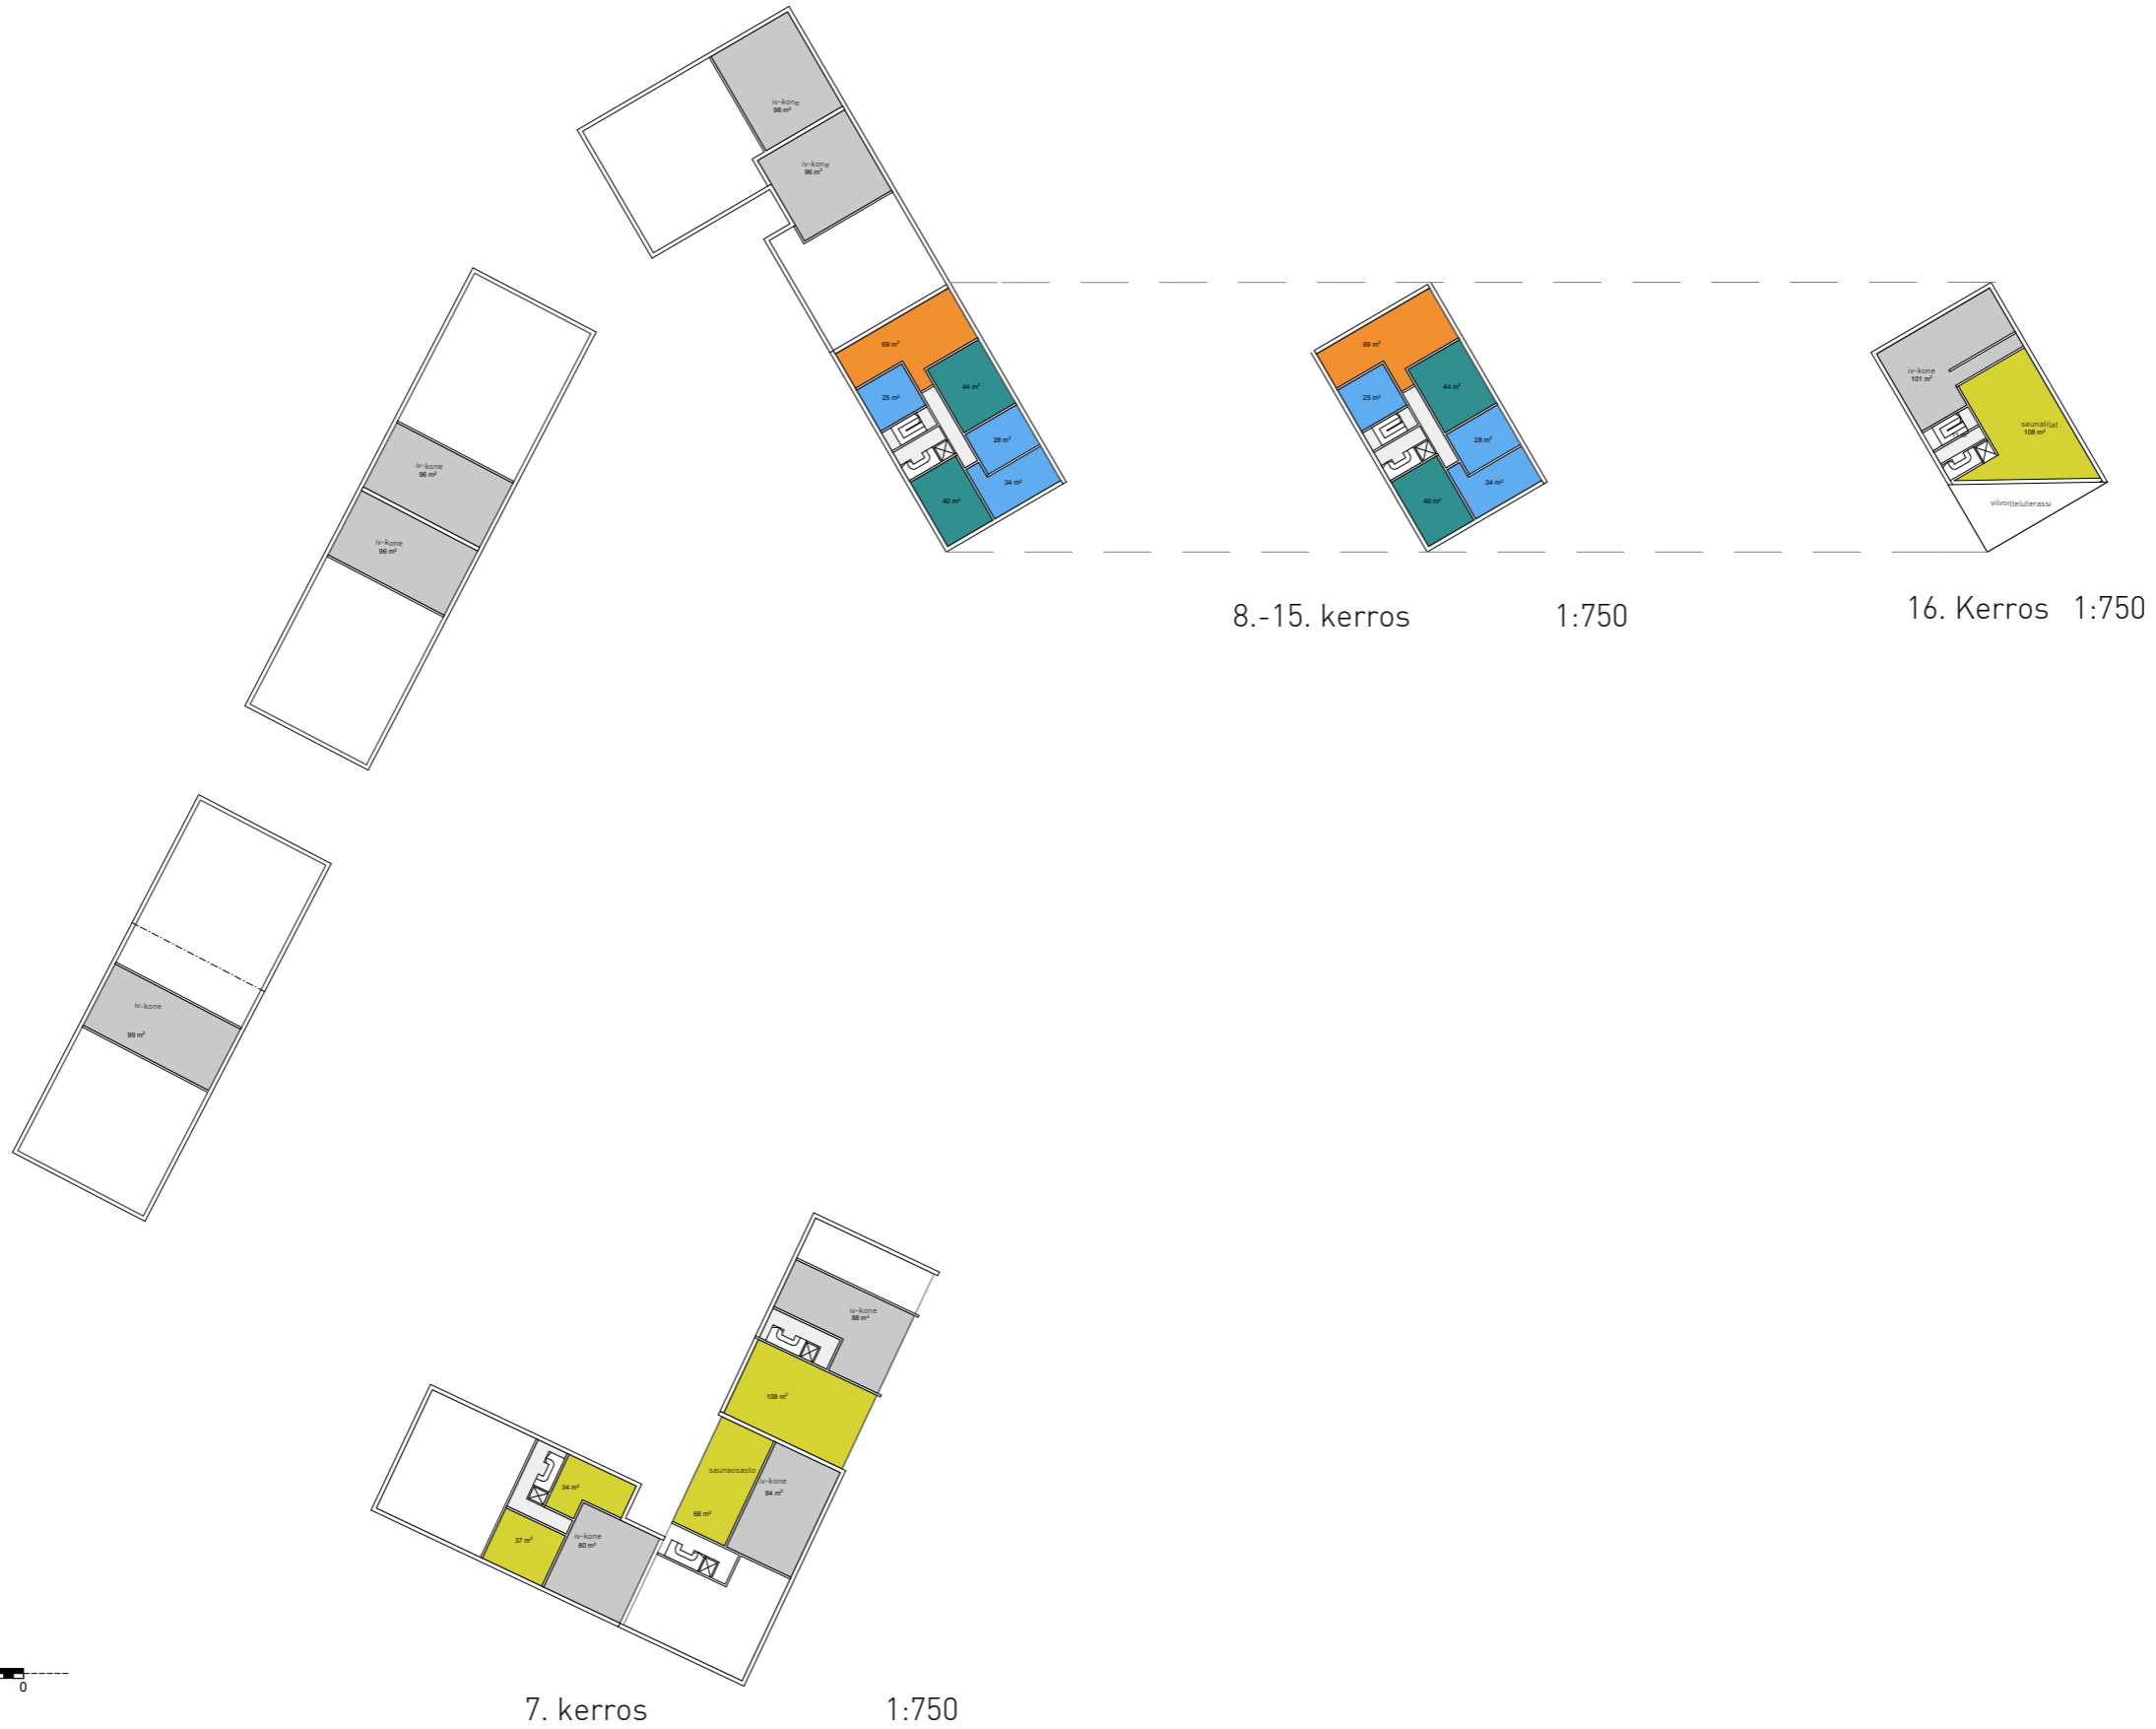 iv-kone
98 m²
iv-kone
96 m²
69 m²
25 m²
44 m²
28 m²
34 m²
40 m²
69 m²
25 m²
44 m²
28 m²
34 m²
40 m²
iv-kone
101 m²
saunatilat
108 m²
vilvoitteluterassi
8.-15. kerros 1:750
16. Kerros 1:750
iv-kone
96 m²
iv-kone
96 m²
iv-kone
99 m²
iv-kone
88 m²
108 m²
saunaosasto
68 m²
iv-kone
84 m²
34 m²
37 m²
iv-kone
80 m²
0
7. kerros 1:750